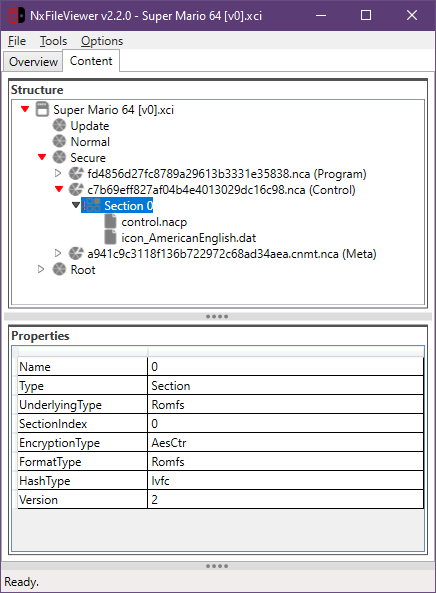 NxFileViewer v2.2.0 - Super Mario 64 [v0].xci
File Tools Options
Overview Content
Structure
Super Mario 64 [v0].xci
Update
Normal
Secure
fd4856d27fc8789a29613b3331e35838.nca (Program)
c7b69eff827af04b4e4013029dc16c98.nca (Control)
Section 0
control.nacp
icon_AmericanEnglish.dat
a941c9c3118f136b722972c68ad34aea.cnmt.nca (Meta)
Root
Properties
Name 0
Type Section
UnderlyingType Romfs
SectionIndex 0
EncryptionType AesCtr
FormatType Romfs
HashType Ivfc
Version 2
Ready.